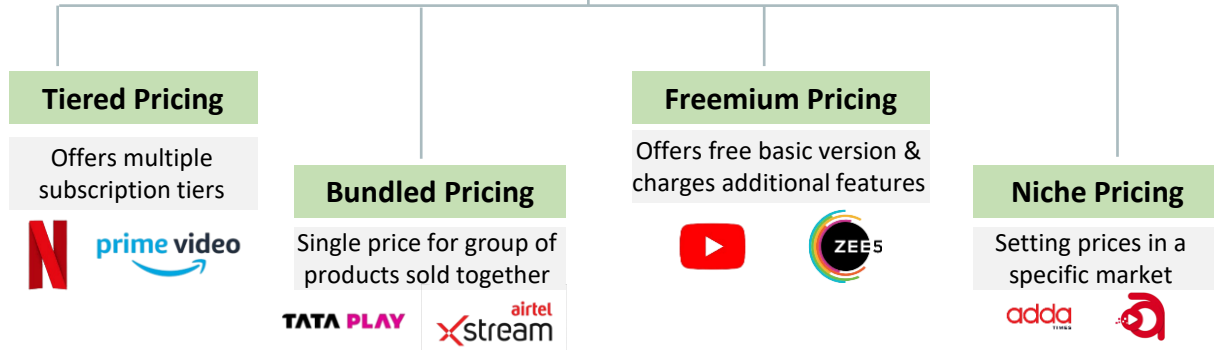 Tiered Pricing
Offers multiple
subscription tiers
prime video
Bundled Pricing
Single price for group of
products sold together
TATA PLAY
airtel
Xstream
Freemium Pricing
Offers free basic version &
charges additional features
ZEE5
Niche Pricing
Setting prices in a
specific market
adda
TIMES